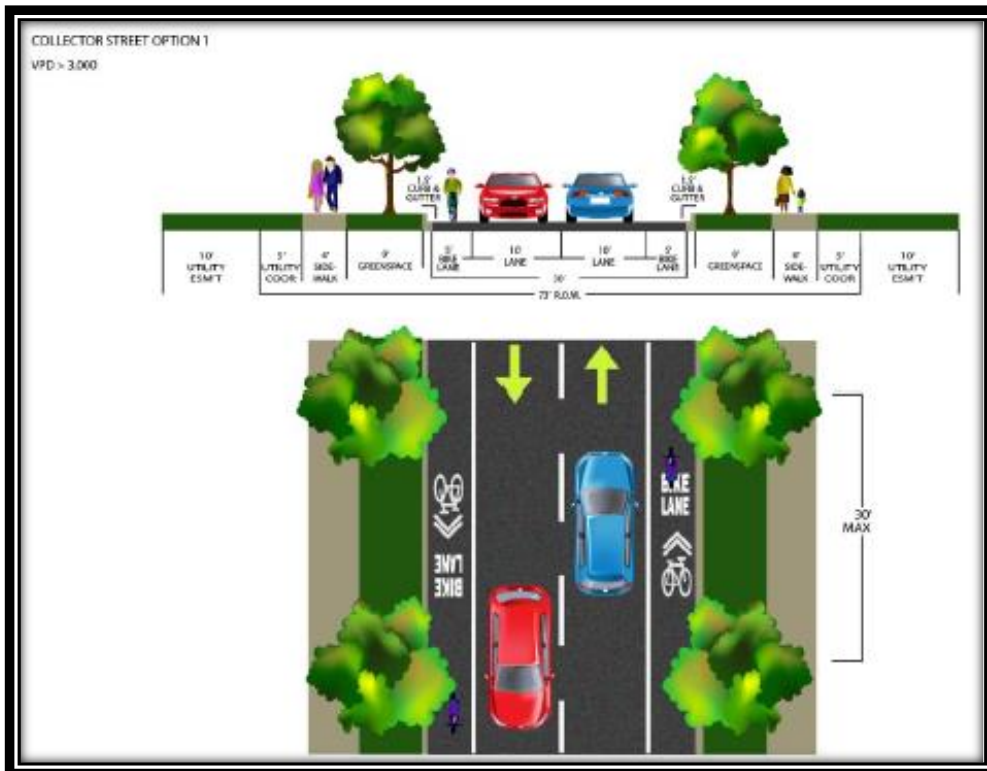 COLLECTOR STREET OPTION 1
VPD > 3,000
1.5'
CURB &
GUTTER
1.5'
CURB &
GUTTER
10'
UTILITY
ESM'T
5'
UTILITY
COOR
4'
SIDE-
WALK
9'
GREENSPACE
5'
BIKE
LANE
10'
LANE
10'
LANE
5'
BIKE
LANE
9'
GREENSPACE
4'
SIDE-
WALK
5'
UTILITY
COOR
10'
UTILITY
ESM'T
30'
73' R.O.W.
BIKE
LANE
BIKE
LANE
30'
MAX